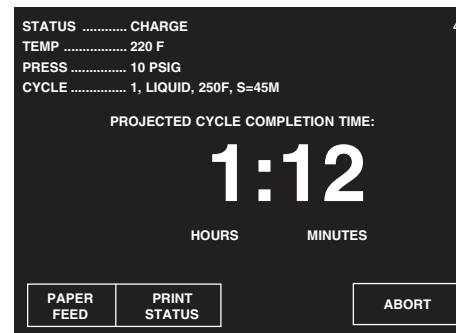 STATUS ............ CHARGE
TEMP ................. 220 F
PRESS ............... 10 PSIG
CYCLE ............... 1, LIQUID, 250F, S=45M
PROJECTED CYCLE COMPLETION TIME:
1:12
HOURS MINUTES
PAPER FEED
PRINT STATUS
ABORT